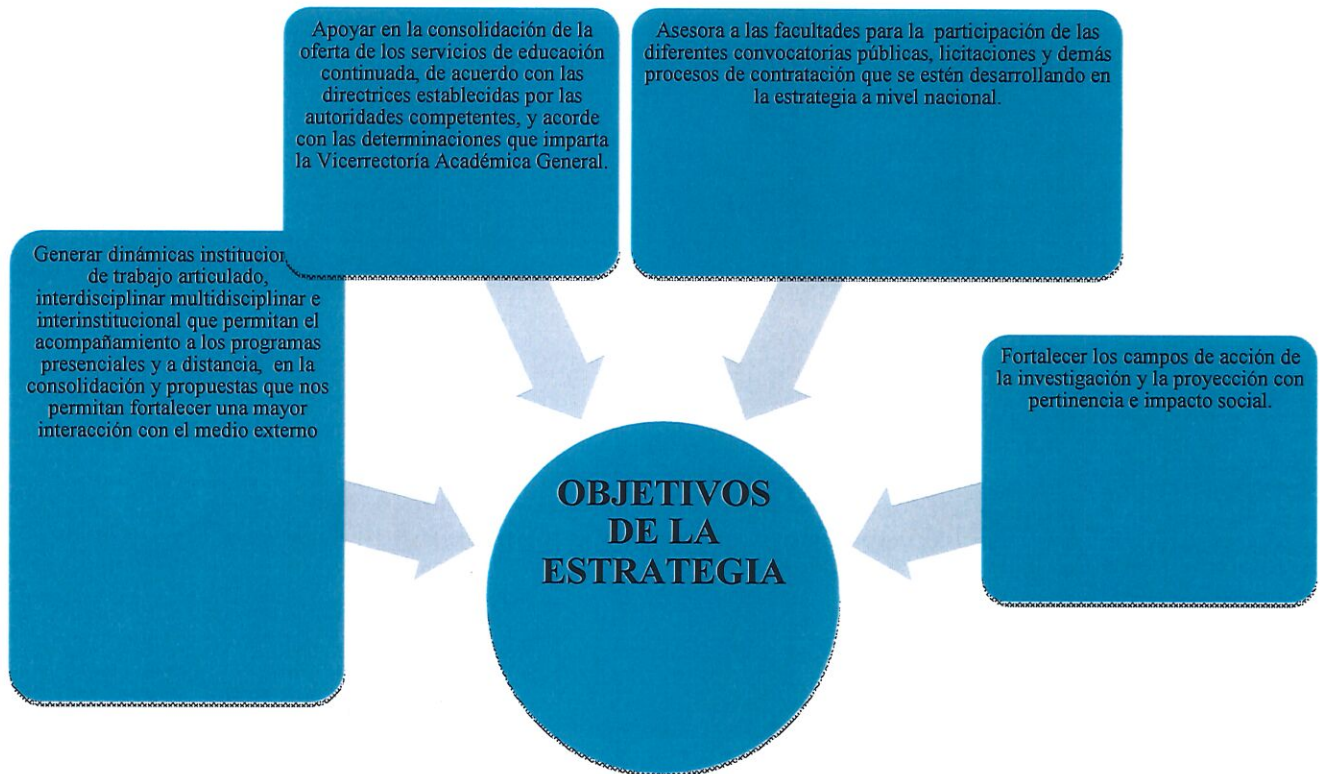 Apoyar en la consolidación de la
oferta de los servicios de educación
continuada, de acuerdo con las
directrices establecidas por las
autoridades competentes, y acorde
con las determinaciones que imparta
la Vicerrectoría Académica General.
Asesora a las facultades para la participación de las
diferentes convocatorias públicas, licitaciones y demás
procesos de contratación que se estén desarrollando en
la estrategia a nivel nacional.
Generar dinámicas
de trabajo articulado,
interdisciplinar multidisciplinar e
interinstitucional que permitan el
acompañamiento a los programas
presenciales y a distancia, en la
consolidación y propuestas que nos
permitan fortalecer una mayor
interacción con el medio externo
Fortalecer los campos de acción de
la investigación y la proyección con
pertinencia e impacto social.
OBJETIVOS
DE LA
ESTRATEGIA